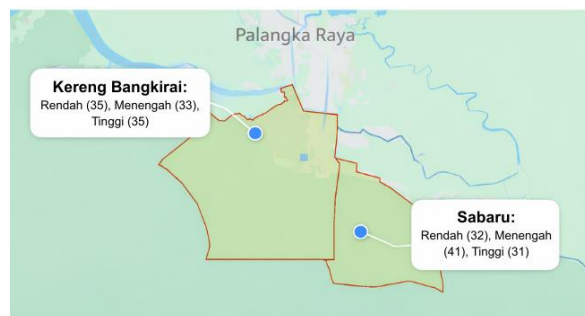 Palangka Raya
Kereng Bangkirai:
Rendah (35), Menengah (33),
Tinggi (35)
Sabaru:
Rendah (32), Menengah
(41), Tinggi (31)